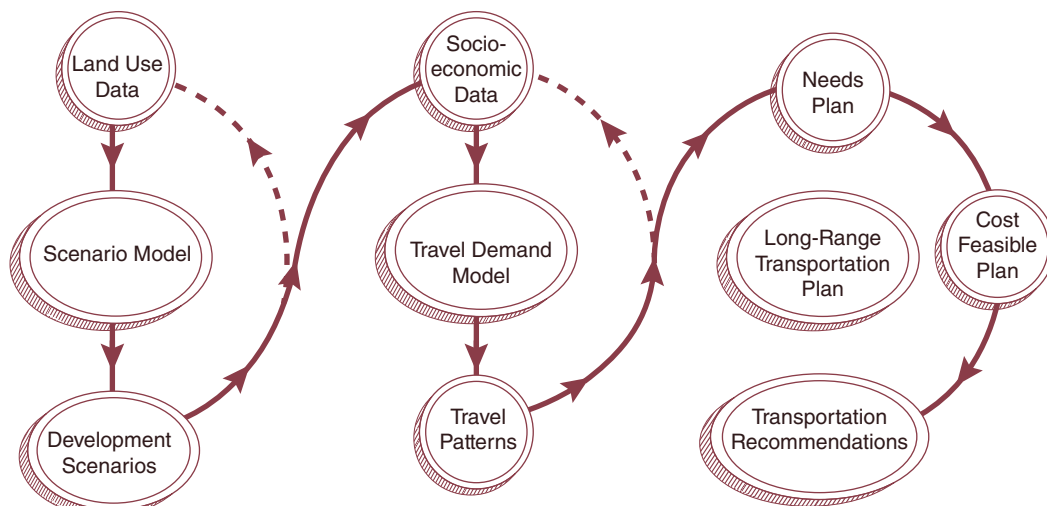 Land Use
Data
Scenario Model
Development
Scenarios
Socio-
economic
Data
Travel Demand
Model
Travel
Patterns
Needs
Plan
Cost
Feasible
Plan
Long-Range
Transportation
Plan
Transportation
Recommendations